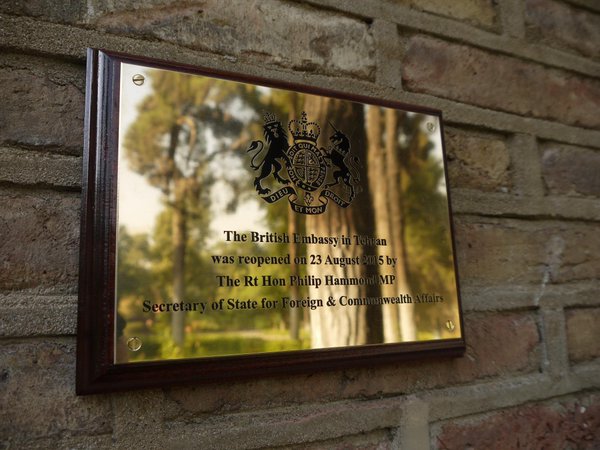 DIEU ET MON DROIT
The British Embassy in Tehran
was reopened on 23 August 2015 by
The Rt Hon Philip Hammond MP
Secretary of State for Foreign & Commonwealth Affairs